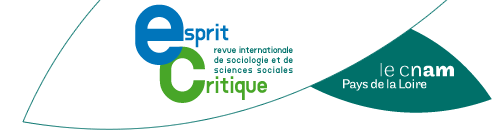 esprit
revue internationale
de sociologie et de
sciences sociales
Critique
le cnam
Pays de la Loire